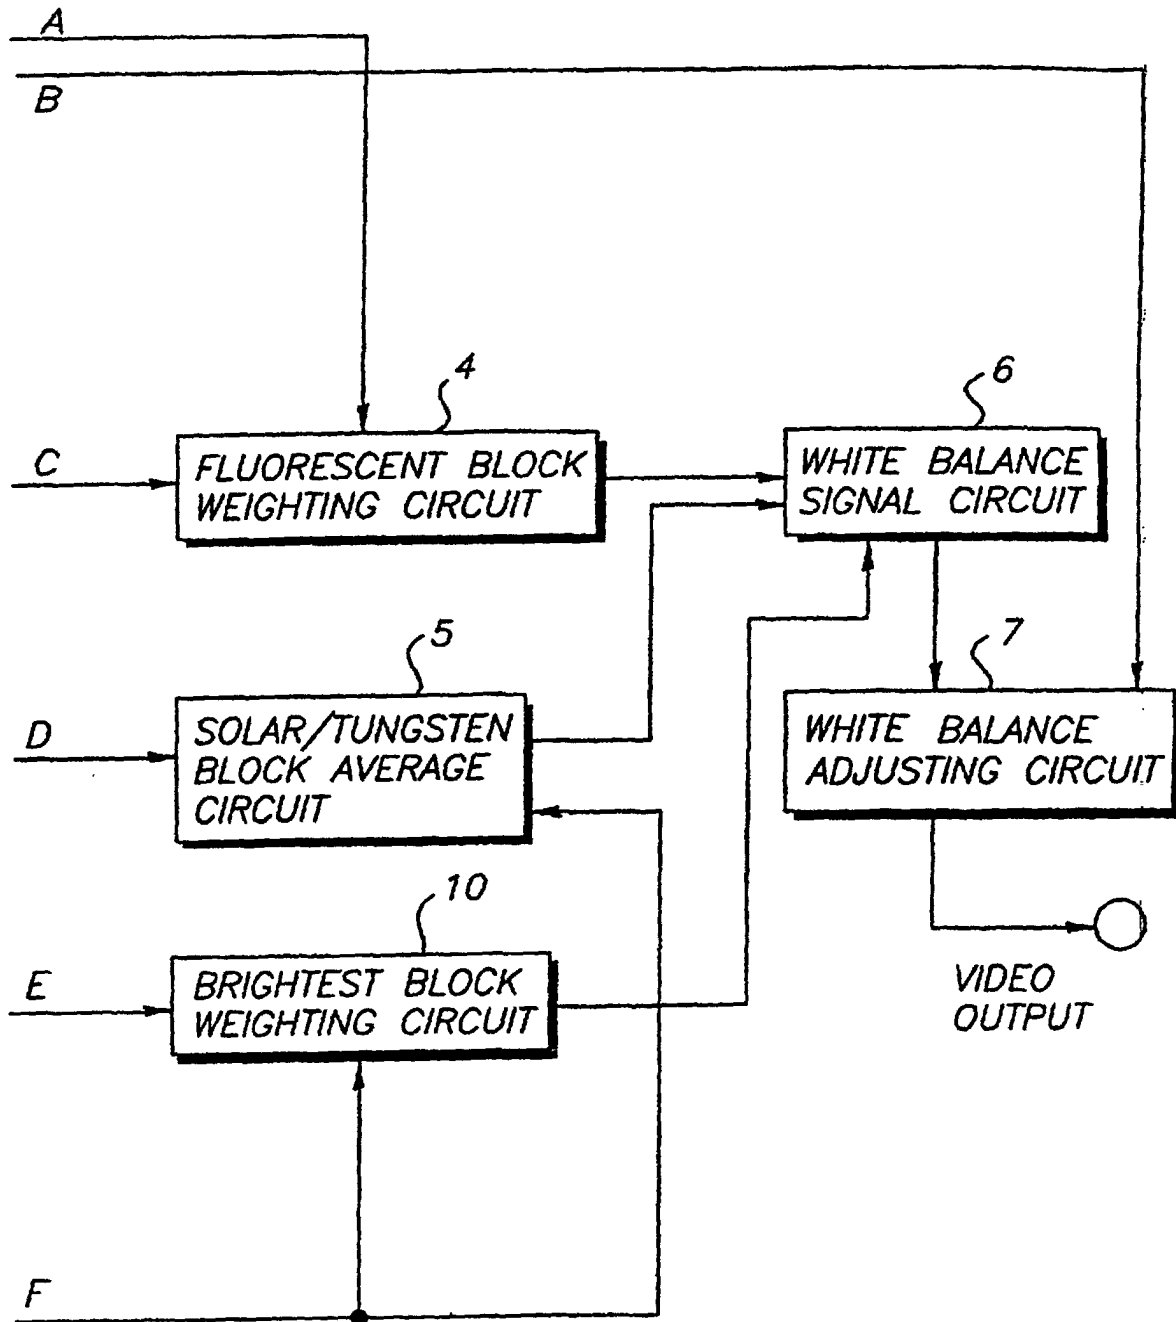 A
B
4
6
C
FLUORESCENT BLOCK
WEIGHTING CIRCUIT
WHITE BALANCE
SIGNAL CIRCUIT
5
7
D
SOLAR/TUNGSTEN
BLOCK AVERAGE
CIRCUIT
WHITE BALANCE
ADJUSTING CIRCUIT
10
E
BRIGHTEST BLOCK
WEIGHTING CIRCUIT
VIDEO
OUTPUT
F